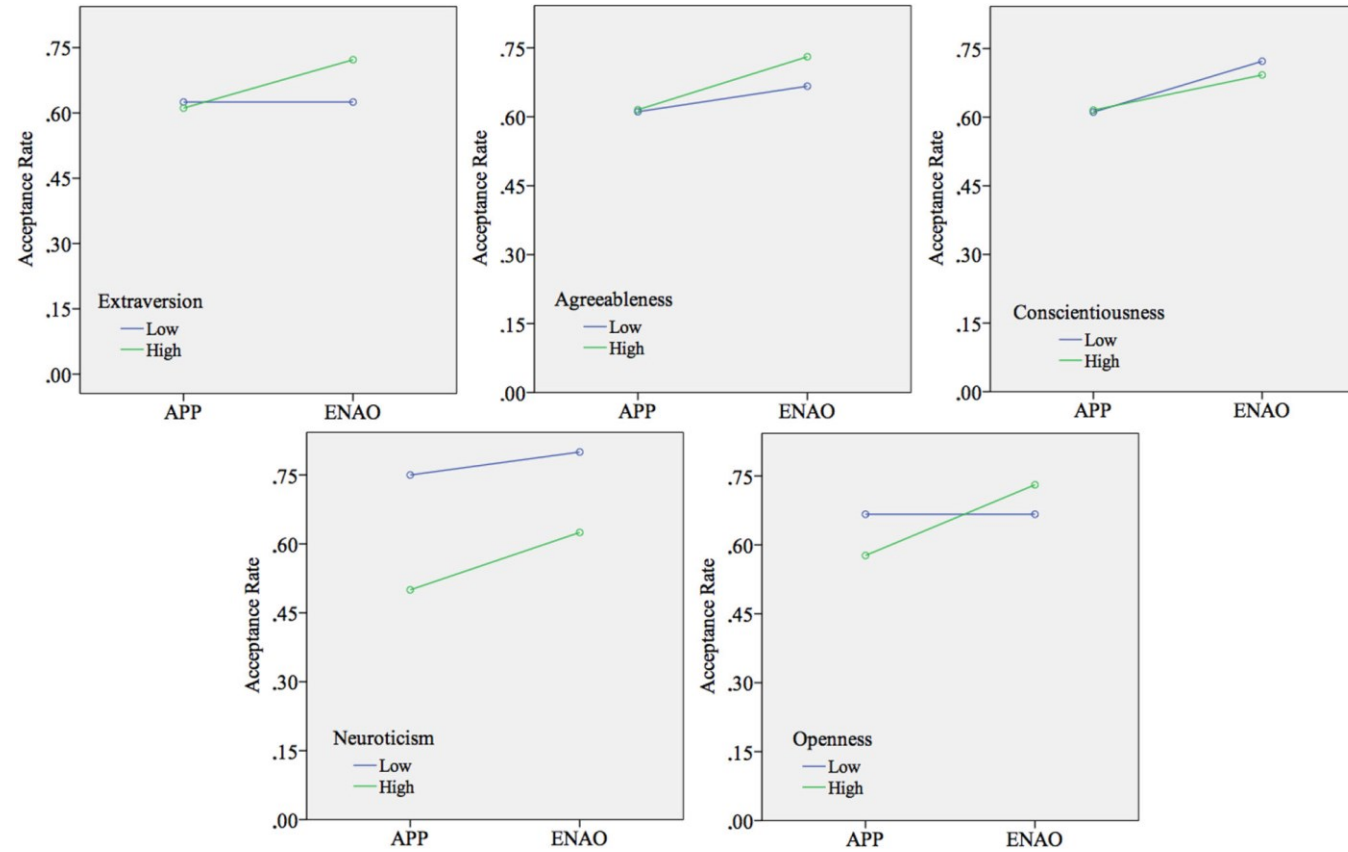 Acceptance Rate
.75
.60
.45
.30
.15
.00
Extraversion
Low
High
APP ENAO
Acceptance Rate
.75
.60
.45
.30
.15
.00
Agreeableness
Low
High
APP ENAO
Acceptance Rate
.75
.60
.45
.30
.15
.00
Conscientiousness
Low
High
APP ENAO
Acceptance Rate
.75
.60
.45
.30
.15
.00
Neuroticism
Low
High
APP ENAO
Acceptance Rate
.75
.60
.45
.30
.15
.00
Openness
Low
High
APP ENAO